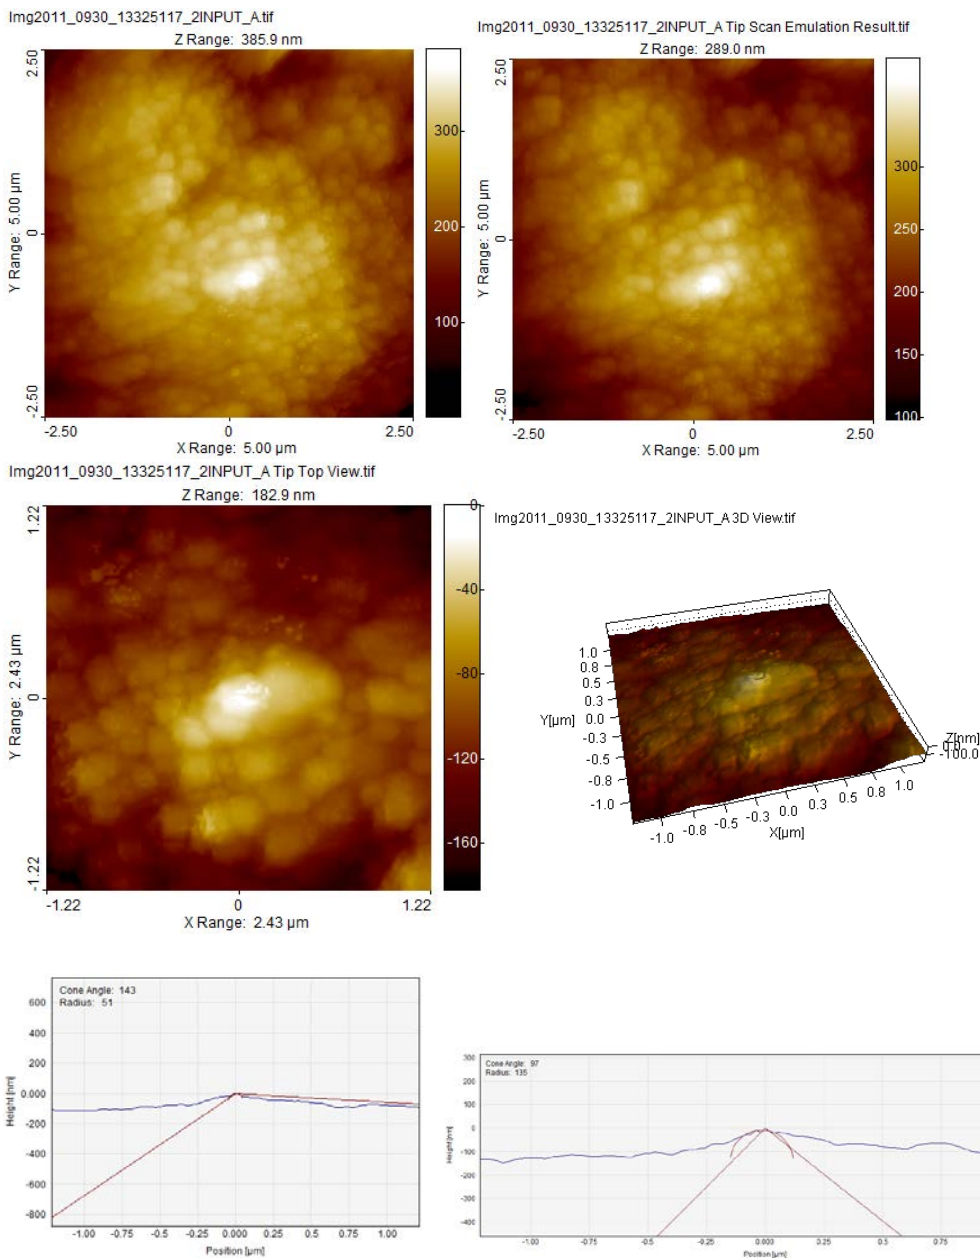 Img2011_0930_13325117_2INPUT_A.tif
Z Range: 385.9 nm
2.50
0
-2.50
Y Range: 5.00 µm
-2.50 0 2.50
X Range: 5.00 µm
300
200
100
Img2011_0930_13325117_2INPUT_A Tip Scan Emulation Result.tif
Z Range: 289.0 nm
2.50
0
-2.50
Y Range: 5.00 µm
-2.50 0 2.50
X Range: 5.00 µm
300
250
200
150
100
Img2011_0930_13325117_2INPUT_A Tip Top View.tif
Z Range: 182.9 nm
1.22
0
-1.22
Y Range: 2.43 µm
-1.22 0 1.22
X Range: 2.43 µm
0
-40
-80
-120
-160
Img2011_0930_13325117_2INPUT_A 3D View.tif
1.0
0.8
0.5
0.3
0.0
-0.3
-0.5
-0.8
-1.0
Y[µm]
-1.0 -0.8 -0.5 -0.3 0.0 0.3 0.5 0.8 1.0
X[µm]
Z[nm]
0.0
-100.0
Cone Angle: 143
Radius: 51
600
400
200
0.000
-200
-400
-600
-800
Height [nm]
-1.00 -0.75 -0.50 -0.25 0.000 0.25 0.50 0.75 1.00
Position [µm]
Cone Angle: 97
Radius: 135
300
200
100
0
-100
-200
-300
-400
Height [nm]
-1.00 -0.75 -0.50 -0.25 0.000 0.25 0.50 0.75
Position [µm]